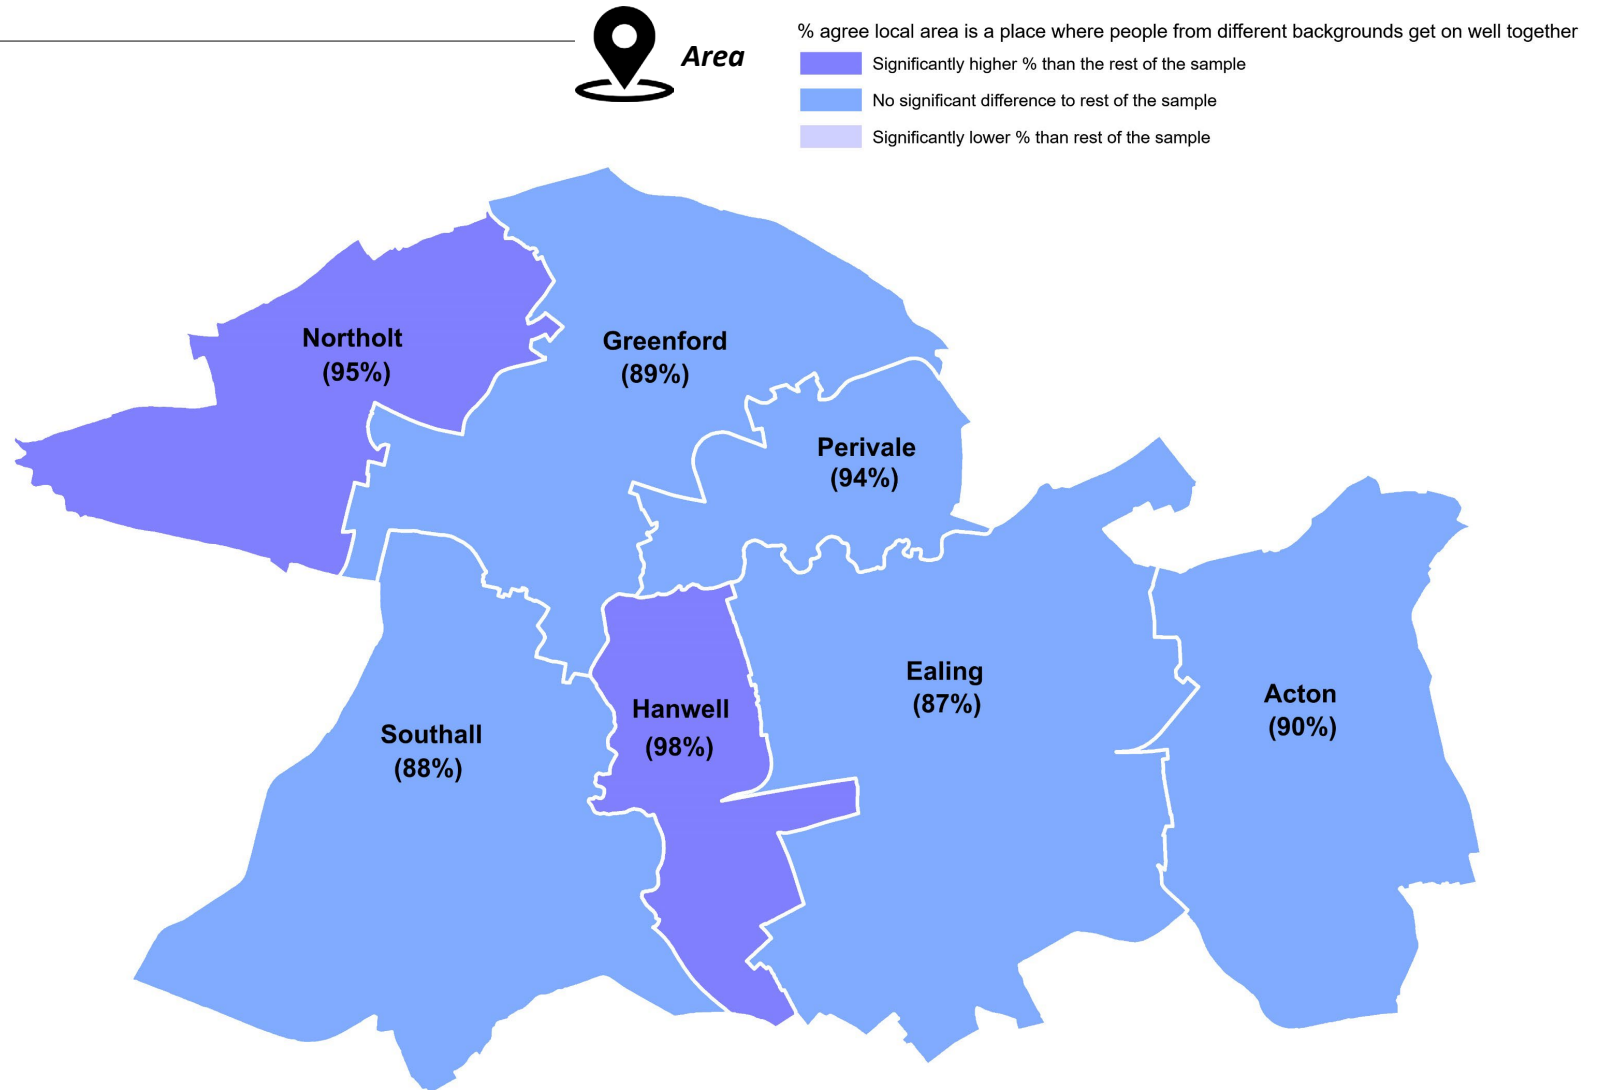 Area
% agree local area is a place where people from different backgrounds get on well together
Significantly higher % than the rest of the sample
No significant difference to rest of the sample
Significantly lower % than rest of the sample
Northolt
(95%)
Greenford
(89%)
Perivale
(94%)
Ealing
(87%)
Acton
(90%)
Hanwell
(98%)
Southall
(88%)